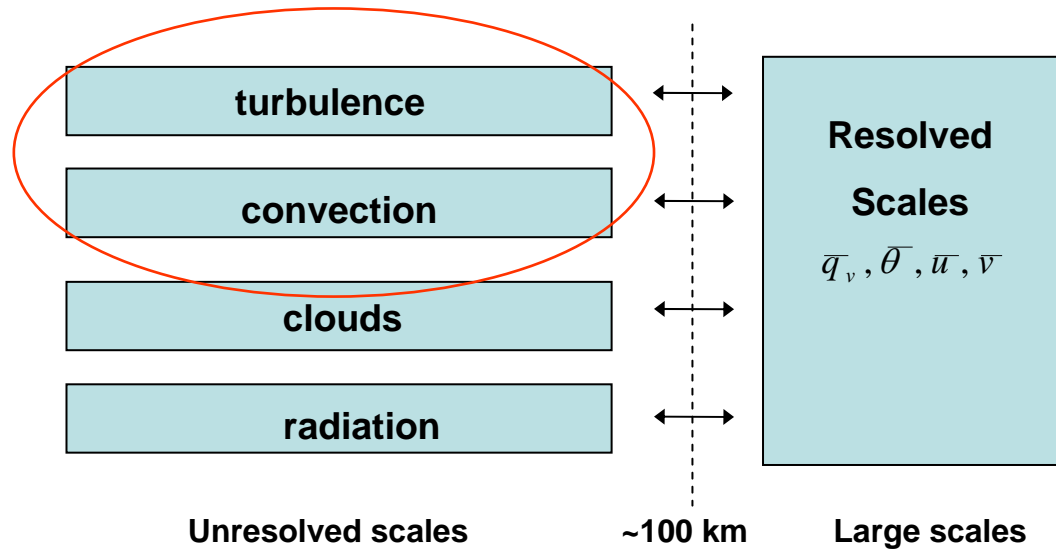 turbulence
convection
clouds
radiation
Resolved
Scales
q̅ᵥ , θ̅ , u̅ , v̅
Unresolved scales
~100 km
Large scales